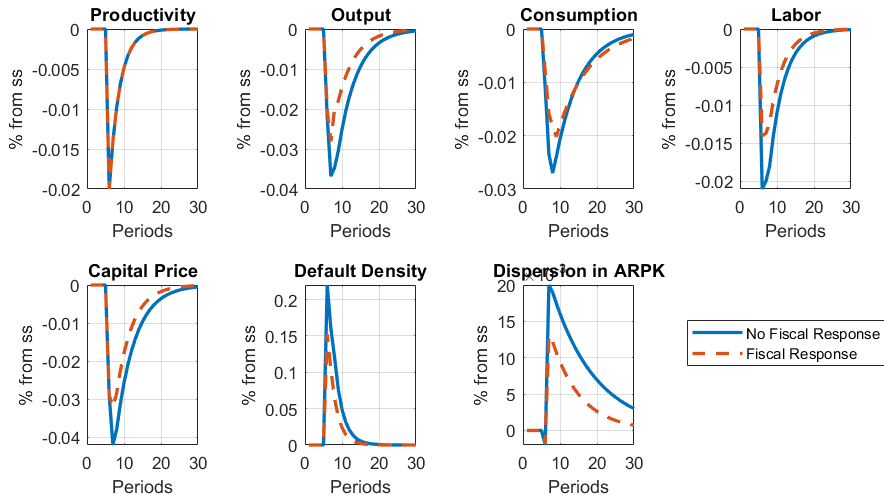 Productivity
Output
Consumption
Labor
0
-0.005
-0.01
-0.015
-0.02
% from ss
0 10 20 30
Periods
0
-0.01
-0.02
-0.03
-0.04
% from ss
0 10 20 30
Periods
0
-0.01
-0.02
-0.03
% from ss
0 10 20 30
Periods
0
-0.005
-0.01
-0.015
-0.02
% from ss
0 10 20 30
Periods
Capital Price
Default Density
Dispersion in ARPK
0
-0.01
-0.02
-0.03
-0.04
% from ss
0 10 20 30
Periods
0.2
0.15
0.1
0.05
0
% from ss
0 10 20 30
Periods
20
15
10
5
0
% from ss
0 10 20 30
Periods
No Fiscal Response
Fiscal Response